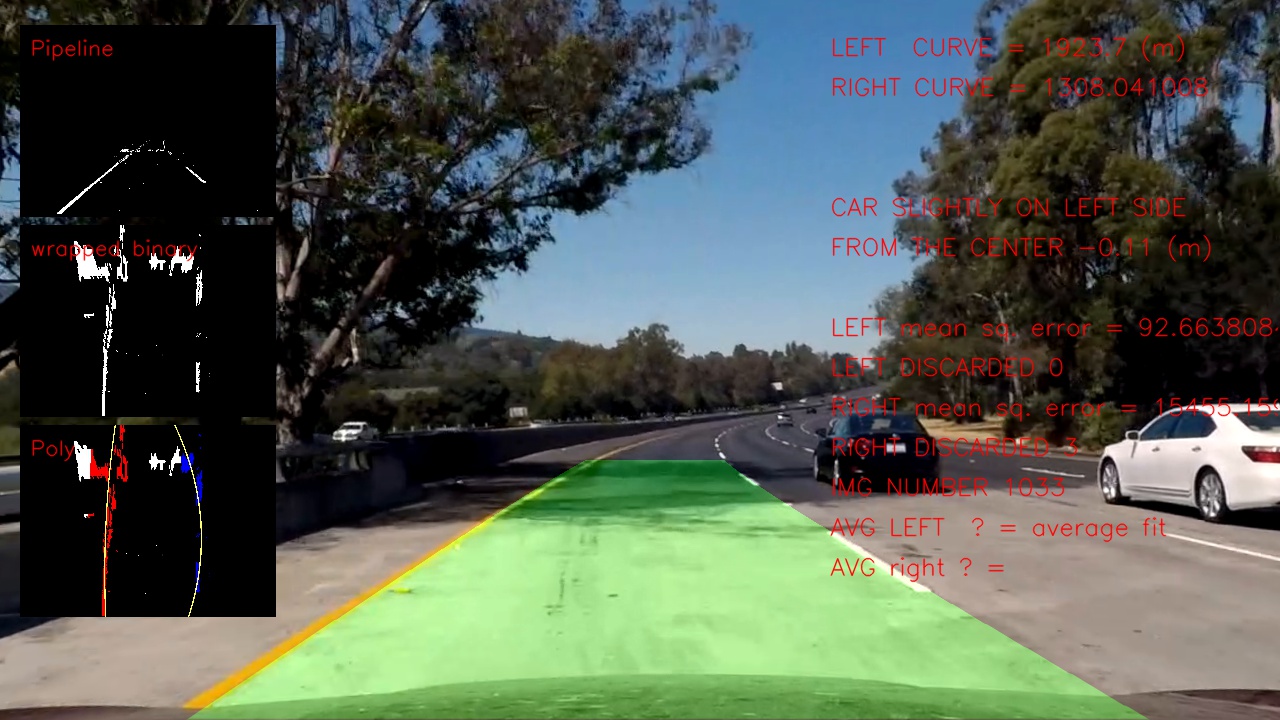 Pipeline
wrapped binary
Poly
LEFT CURVE = 1923.7 (m)
RIGHT CURVE = 1308.041008
CAR SLIGHTLY ON LEFT SIDE
FROM THE CENTER -0.11 (m)
LEFT mean sq. error = 92.663808
LEFT DISCARDED 0
RIGHT mean sq. error = 15455.159
RIGHT DISCARDED 3
IMG NUMBER 1033
AVG LEFT ? = average fit
AVG right ? =